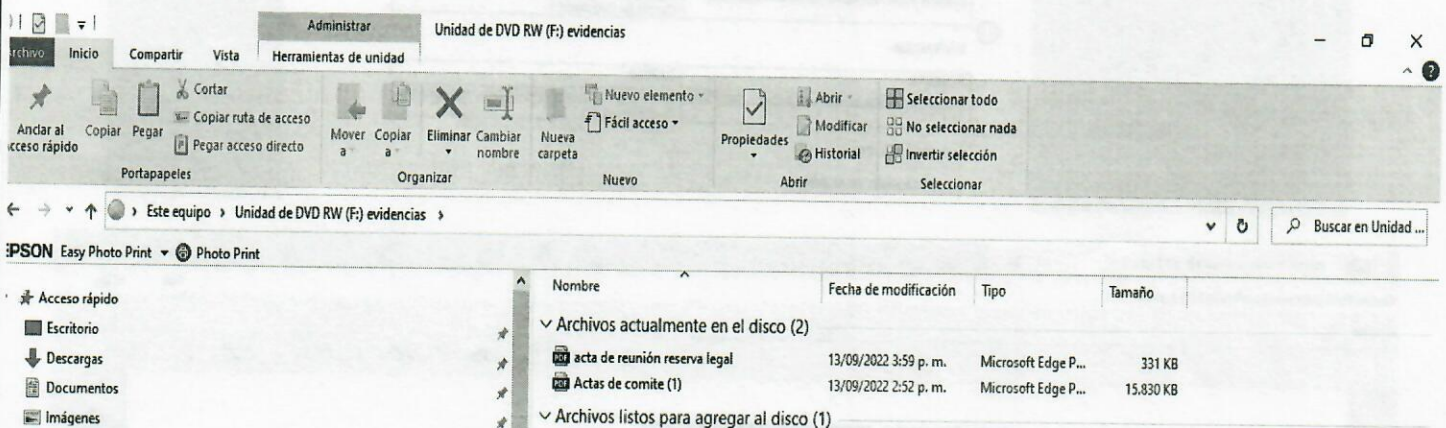 Administrar
Unidad de DVD RW (F:) evidencias
Inicio Compartir Vista Herramientas de unidad
Anclar al
Copiar Pegar
Cortar
Copiar ruta de acceso
Pegar acceso directo
Portapapeles
Mover a
Copiar a
Eliminar
Cambiar nombre
Organizar
Nueva carpeta
Nuevo elemento
Fácil acceso
Nuevo
Propiedades
Abrir
Modificar
Historial
Abrir
Seleccionar todo
No seleccionar nada
Invertir selección
Seleccionar
› Este equipo › Unidad de DVD RW (F:) evidencias ›
Buscar en Unidad ...
Easy Photo Print Photo Print
Acceso rápido
Escritorio
Descargas
Documentos
Imágenes
Nombre Fecha de modificación Tipo Tamaño
Archivos actualmente en el disco (2)
PDF acta de reunión reserva legal 13/09/2022 3:59 p. m. Microsoft Edge P... 331 KB
PDF Actas de comite (1) 13/09/2022 2:52 p. m. Microsoft Edge P... 15.830 KB
Archivos listos para agregar al disco (1)